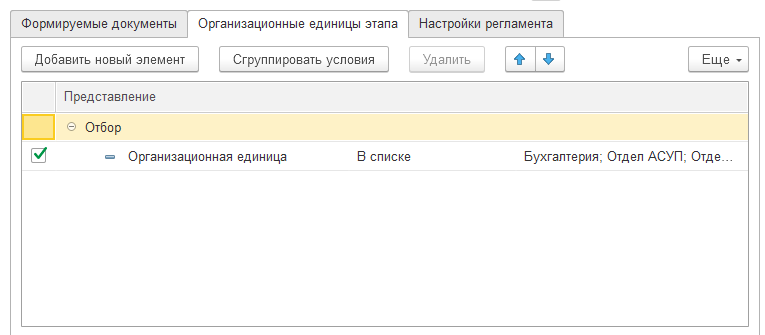 Формируемые документы Организационные единицы этапа Настройки регламента
Добавить новый элемент Сгруппировать условия Удалить Еще
Представление
Отбор
Организационная единица В списке Бухгалтерия; Отдел АСУП; Отде...